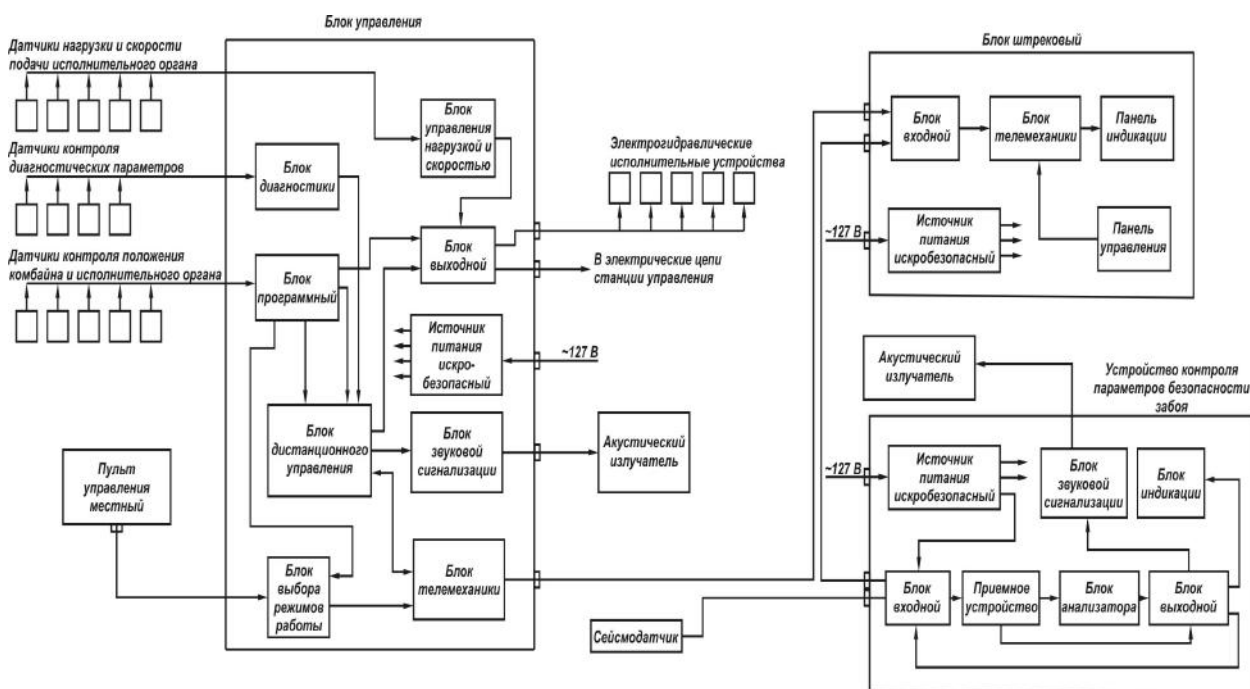 Блок управления
Датчики нагрузки и скорости
подачи исполнительного органа
Датчики контроля
диагностических параметров
Датчики контроля положения
комбайна и исполнительного органа
Блок
управления
нагрузкой и
скоростью
Блок
диагностики
Блок
программный
Блок
выходной
Источник
питания
искро-
безопасный
~127 В
Блок
дистанционного
управления
Блок
звуковой
сигнализации
Акустический
излучатель
Пульт
управления
местный
Блок
выбора
режимов
работы
Блок
телемеханики
Электрогидравлические
исполнительные устройства
В электрические цепи
станции управления
Сейсмодатчик
Блок штрековый
Блок
входной
Блок
телемеханики
Панель
индикации
~127 В
Источник
питания
искробезопасный
Панель
управления
Акустический
излучатель
Устройство контроля
параметров безопасности
забоя
~127 В
Источник
питания
искробезопасный
Блок
звуковой
сигнализации
Блок
индикации
Блок
входной
Приемное
устройство
Блок
анализатора
Блок
выходной